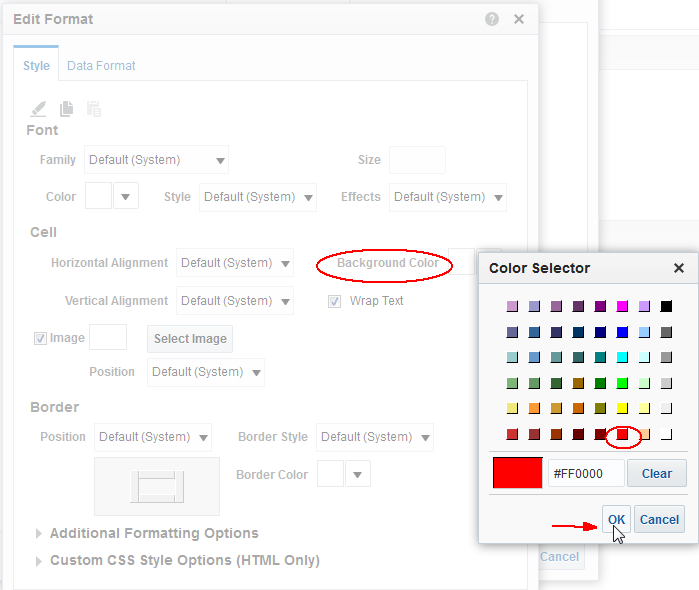 Edit Format
Style Data Format
Font
Family Default (System) Size
Color Style Default (System) Effects Default (System)
Cell
Horizontal Alignment Default (System) Background Color
Vertical Alignment Default (System) Wrap Text
Image Select Image
Position Default (System)
Border
Position Default (System) Border Style Default (System)
Border Color
Additional Formatting Options
Custom CSS Style Options (HTML Only)
Cancel
Color Selector
#FF0000 Clear
OK Cancel